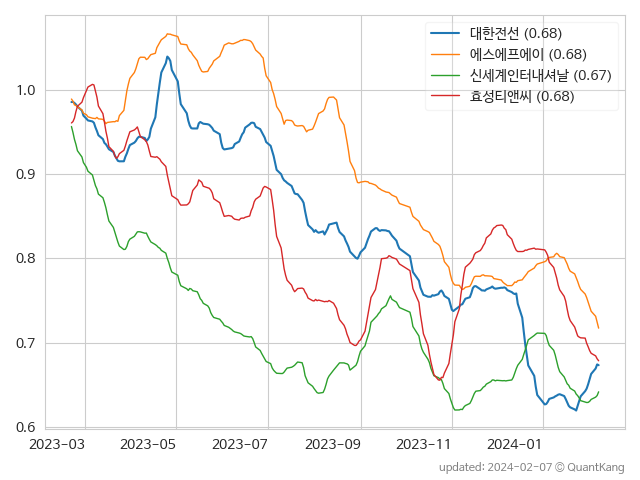 대한전선 (0.68)
에스에프에이 (0.68)
신세계인터내셔날 (0.67)
효성티앤씨 (0.68)
1.0
0.9
0.8
0.7
0.6
2023-03 2023-05 2023-07 2023-09 2023-11 2024-01
updated: 2024-02-07 © QuantKang